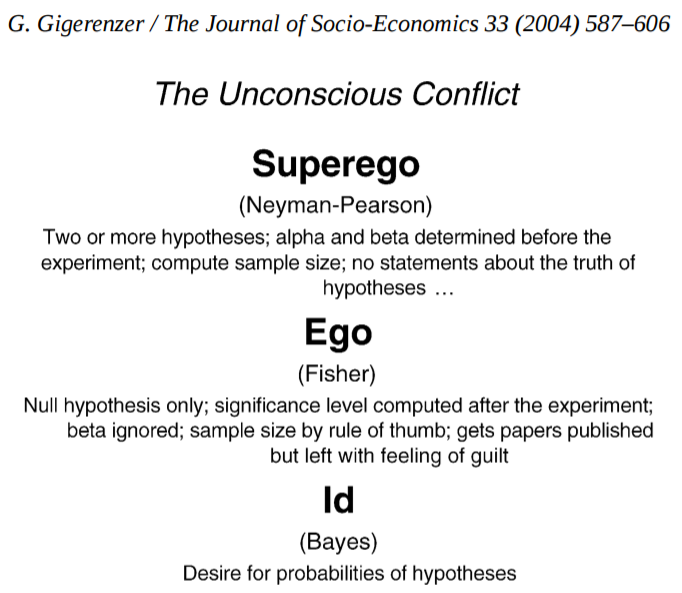 G. Gigerenzer / The Journal of Socio-Economics 33 (2004) 587–606
The Unconscious Conflict
Superego
(Neyman-Pearson)
Two or more hypotheses; alpha and beta determined before the
experiment; compute sample size; no statements about the truth of
hypotheses …
Ego
(Fisher)
Null hypothesis only; significance level computed after the experiment;
beta ignored; sample size by rule of thumb; gets papers published
but left with feeling of guilt
Id
(Bayes)
Desire for probabilities of hypotheses